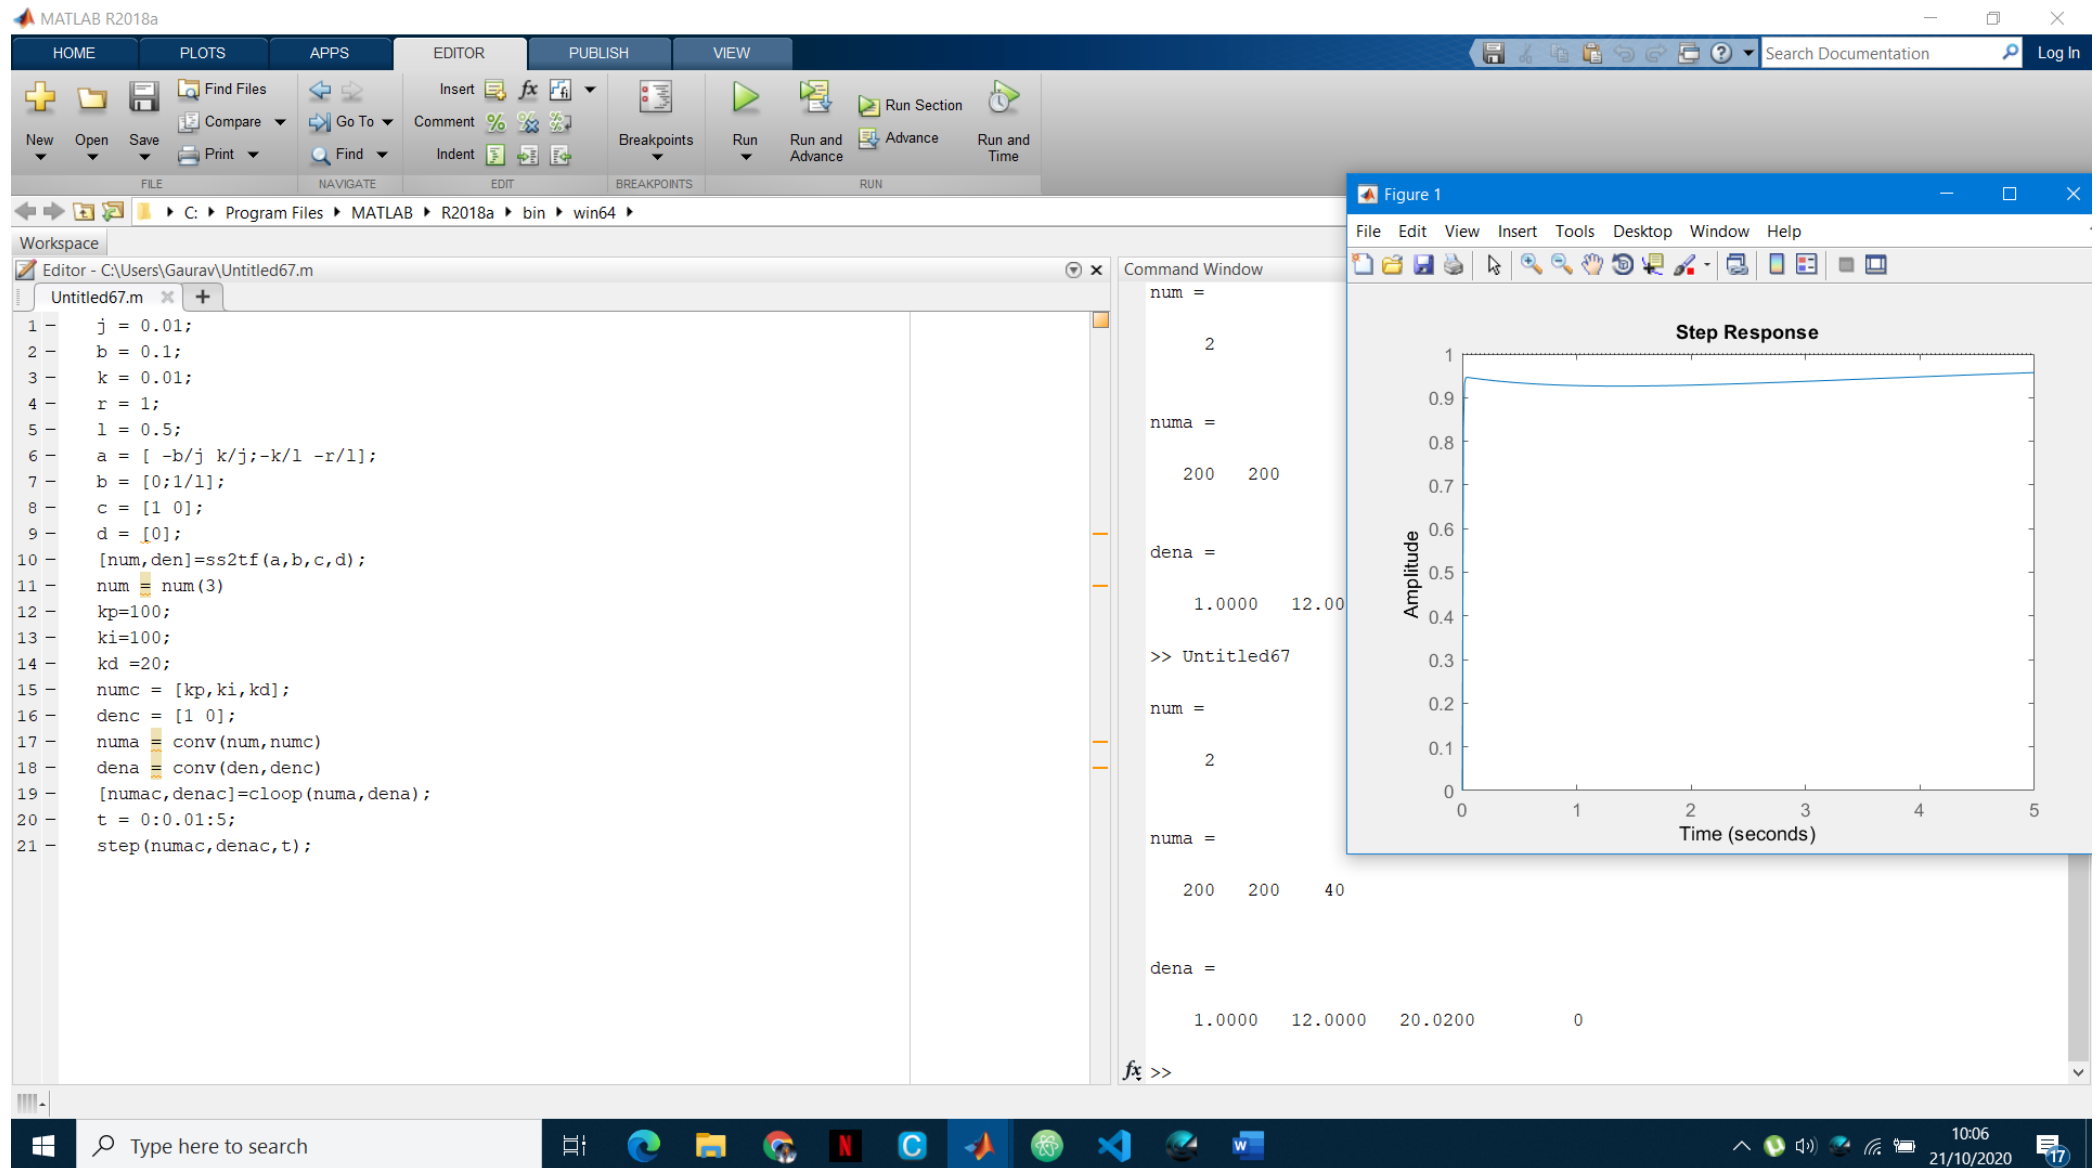 MATLAB R2018a
HOME PLOTS APPS EDITOR PUBLISH VIEW
Search Documentation Log In
New Open Save
Find Files
Compare
Print
Go To
Find
Insert
Comment
Indent
fx
Breakpoints
Run
Run and Advance
Run Section
Advance
Run and Time
FILE NAVIGATE EDIT BREAKPOINTS RUN
C: Program Files MATLAB R2018a bin win64
Workspace
Editor - C:\Users\Gaurav\Untitled67.m
Untitled67.m
1 j = 0.01;
2 b = 0.1;
3 k = 0.01;
4 r = 1;
5 l = 0.5;
6 a = [ -b/j k/j;-k/l -r/l];
7 b = [0;1/l];
8 c = [1 0];
9 d = [0];
10 [num,den]=ss2tf(a,b,c,d);
11 num = num(3)
12 kp=100;
13 ki=100;
14 kd =20;
15 numc = [kp,ki,kd];
16 denc = [1 0];
17 numa = conv(num,numc)
18 dena = conv(den,denc)
19 [numac,denac]=cloop(numa,dena);
20 t = 0:0.01:5;
21 step(numac,denac,t);
Command Window
num =
2
numa =
200 200
dena =
1.0000 12.00
>> Untitled67
num =
2
numa =
200 200 40
dena =
1.0000 12.0000 20.0200 0
fx >>
Figure 1
File Edit View Insert Tools Desktop Window Help
Step Response
Amplitude
1
0.9
0.8
0.7
0.6
0.5
0.4
0.3
0.2
0.1
0
0 1 2 3 4 5
Time (seconds)
Type here to search
10:06
21/10/2020
17